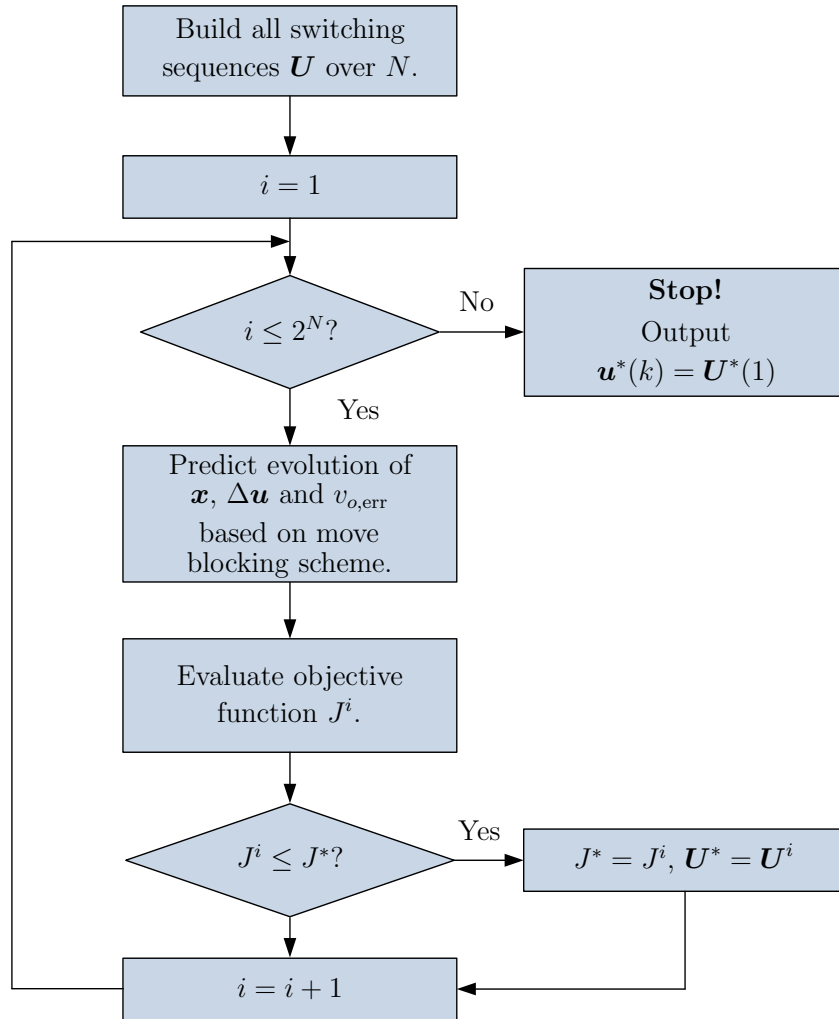 Build all switching
sequences U over N.
i = 1
i ≤ 2^N?
No
Stop!
Output
u*(k) = U*(1)
Yes
Predict evolution of
x, Δu and v_{o,err}
based on move
blocking scheme.
Evaluate objective
function J^i.
J^i ≤ J*?
Yes
J* = J^i, U* = U^i
i = i + 1